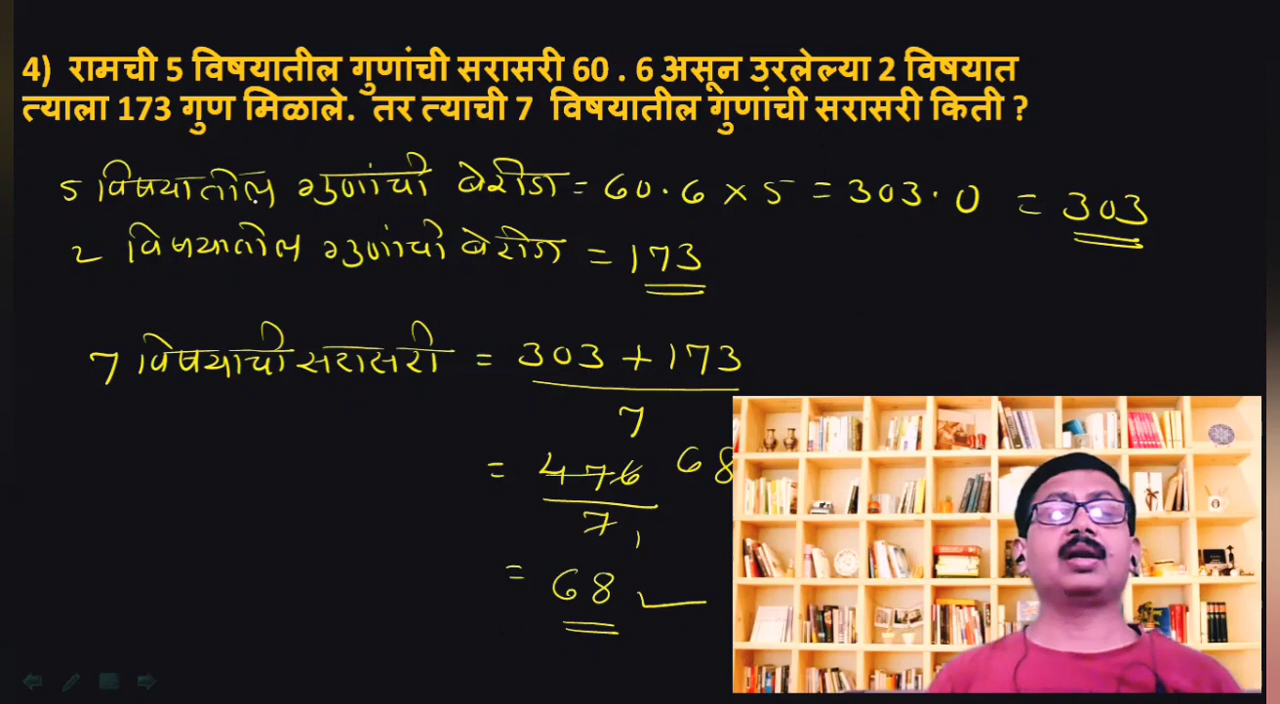 4) रामची 5 विषयातील गुणांची सरासरी 60 . 6 असून उरलेल्या 2 विषयात
त्याला 173 गुण मिळाले. तर त्याची 7 विषयातील गुणांची सरासरी किती ?
5 विषयातील गुणांची बेरीज = 60.6 × 5 = 303.0 = 303
2 विषयातील गुणांची बेरीज = 173
7 विषयाची सरासरी = 303 + 173
7
= 476 68
7 1
= 68